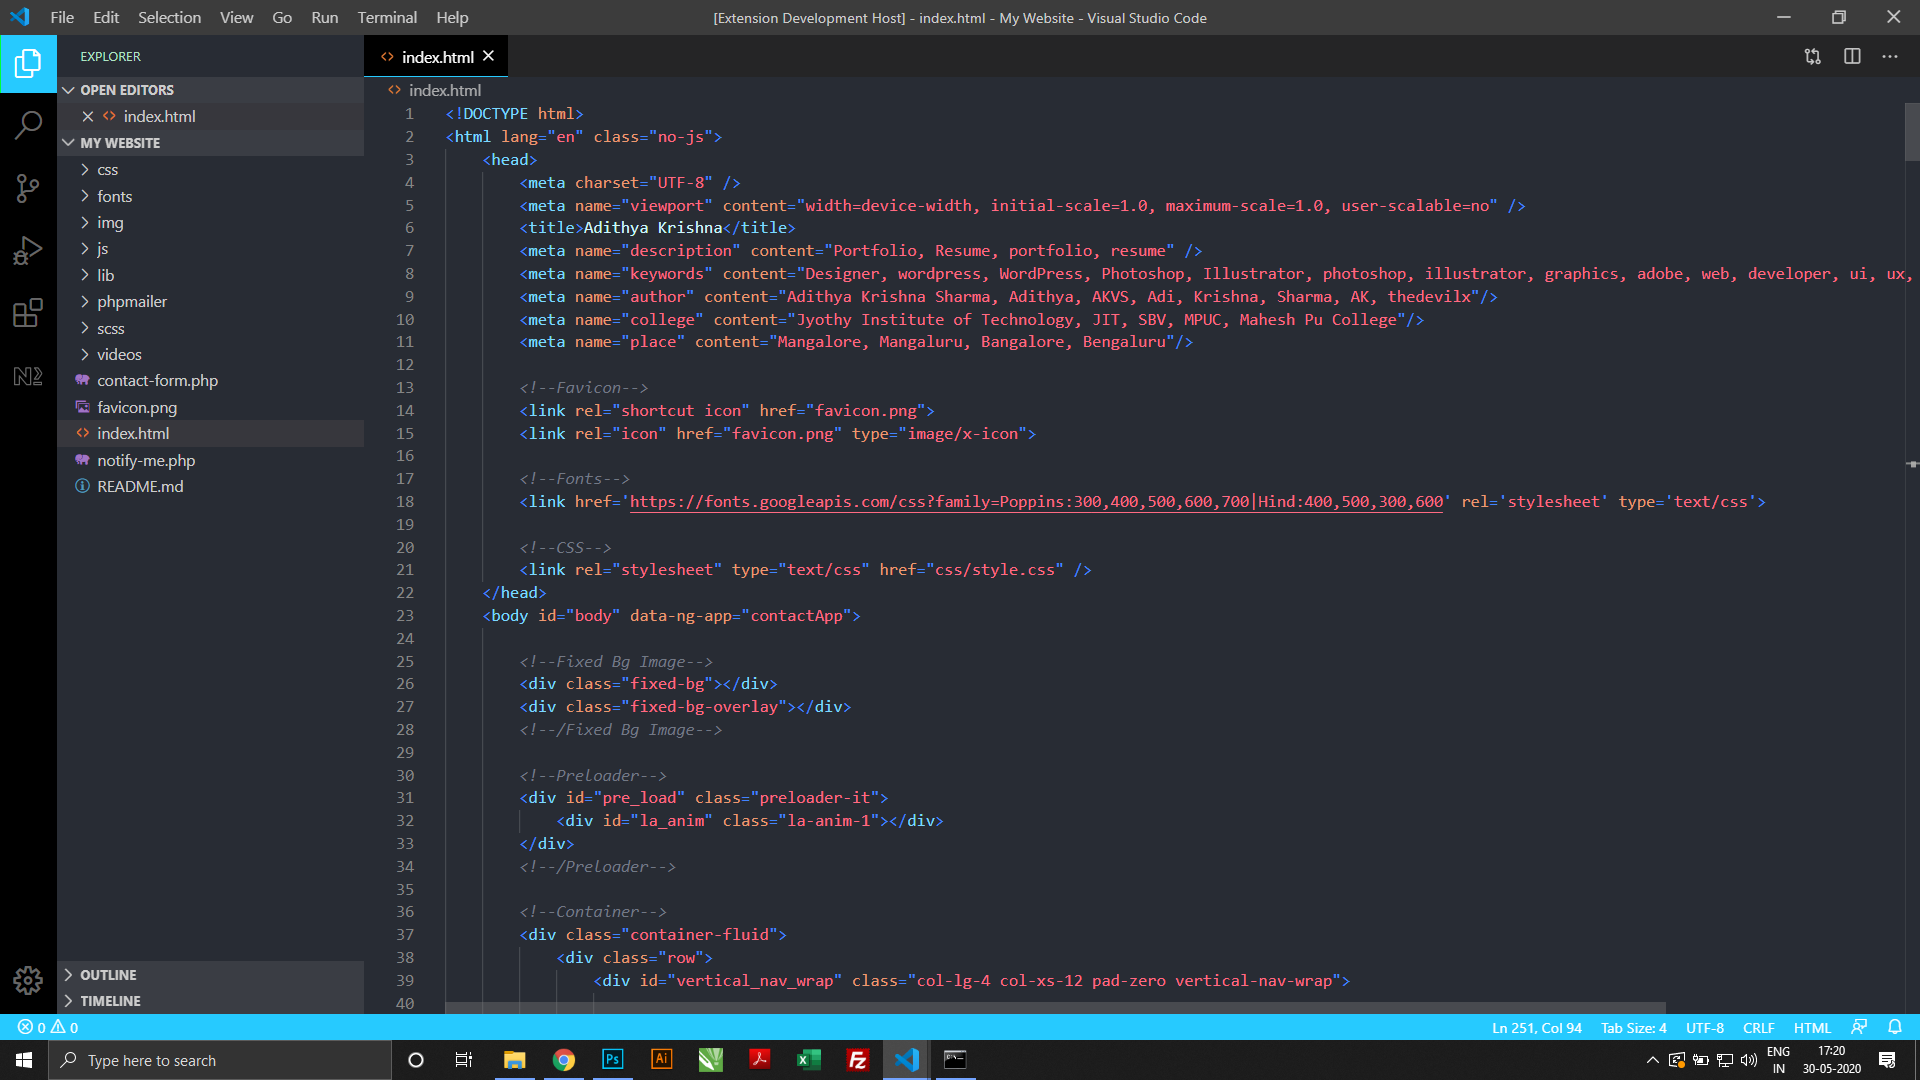 File Edit Selection View Go Run Terminal Help
[Extension Development Host] - index.html - My Website - Visual Studio Code
EXPLORER
OPEN EDITORS
index.html
MY WEBSITE
css
fonts
img
js
lib
phpmailer
scss
videos
contact-form.php
favicon.png
index.html
notify-me.php
README.md
OUTLINE
TIMELINE
index.html
index.html
1 <!DOCTYPE html>
2 <html lang="en" class="no-js">
3 <head>
4 <meta charset="UTF-8" />
5 <meta name="viewport" content="width=device-width, initial-scale=1.0, maximum-scale=1.0, user-scalable=no" />
6 <title>Adithya Krishna</title>
7 <meta name="description" content="Portfolio, Resume, portfolio, resume" />
8 <meta name="keywords" content="Designer, wordpress, WordPress, Photoshop, Illustrator, photoshop, illustrator, graphics, adobe, web, developer, ui, ux,
9 <meta name="author" content="Adithya Krishna Sharma, Adithya, AKVS, Adi, Krishna, Sharma, AK, thedevilx"/>
10 <meta name="college" content="Jyothy Institute of Technology, JIT, SBV, MPUC, Mahesh Pu College"/>
11 <meta name="place" content="Mangalore, Mangaluru, Bangalore, Bengaluru"/>
12
13 <!--Favicon-->
14 <link rel="shortcut icon" href="favicon.png">
15 <link rel="icon" href="favicon.png" type="image/x-icon">
16
17 <!--Fonts-->
18 <link href='https://fonts.googleapis.com/css?family=Poppins:300,400,500,600,700|Hind:400,500,300,600' rel='stylesheet' type='text/css'>
19
20 <!--CSS-->
21 <link rel="stylesheet" type="text/css" href="css/style.css" />
22 </head>
23 <body id="body" data-ng-app="contactApp">
24
25 <!--Fixed Bg Image-->
26 <div class="fixed-bg"></div>
27 <div class="fixed-bg-overlay"></div>
28 <!--/Fixed Bg Image-->
29
30 <!--Preloader-->
31 <div id="pre_load" class="preloader-it">
32 <div id="la_anim" class="la-anim-1"></div>
33 </div>
34 <!--/Preloader-->
35
36 <!--Container-->
37 <div class="container-fluid">
38 <div class="row">
39 <div id="vertical_nav_wrap" class="col-lg-4 col-xs-12 pad-zero vertical-nav-wrap">
40
0 0
Ln 251, Col 94 Tab Size: 4 UTF-8 CRLF HTML
Type here to search
Ps Ai Fz
ENG
IN
17:20
30-05-2020